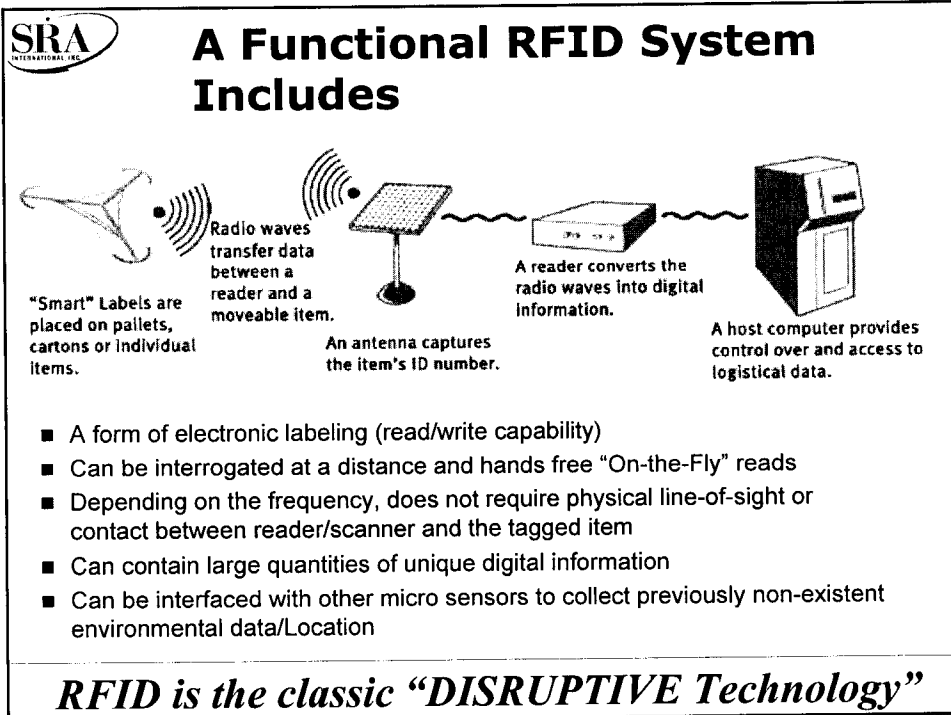 SRA
INTERNATIONAL, INC.
A Functional RFID System
Includes
"Smart" Labels are
placed on pallets,
cartons or individual
items.
Radio waves
transfer data
between a
reader and a
moveable item.
An antenna captures
the item's ID number.
A reader converts the
radio waves into digital
information.
A host computer provides
control over and access to
logistical data.
■ A form of electronic labeling (read/write capability)
■ Can be interrogated at a distance and hands free “On-the-Fly” reads
■ Depending on the frequency, does not require physical line-of-sight or
contact between reader/scanner and the tagged item
■ Can contain large quantities of unique digital information
■ Can be interfaced with other micro sensors to collect previously non-existent
environmental data/Location
RFID is the classic “DISRUPTIVE Technology”